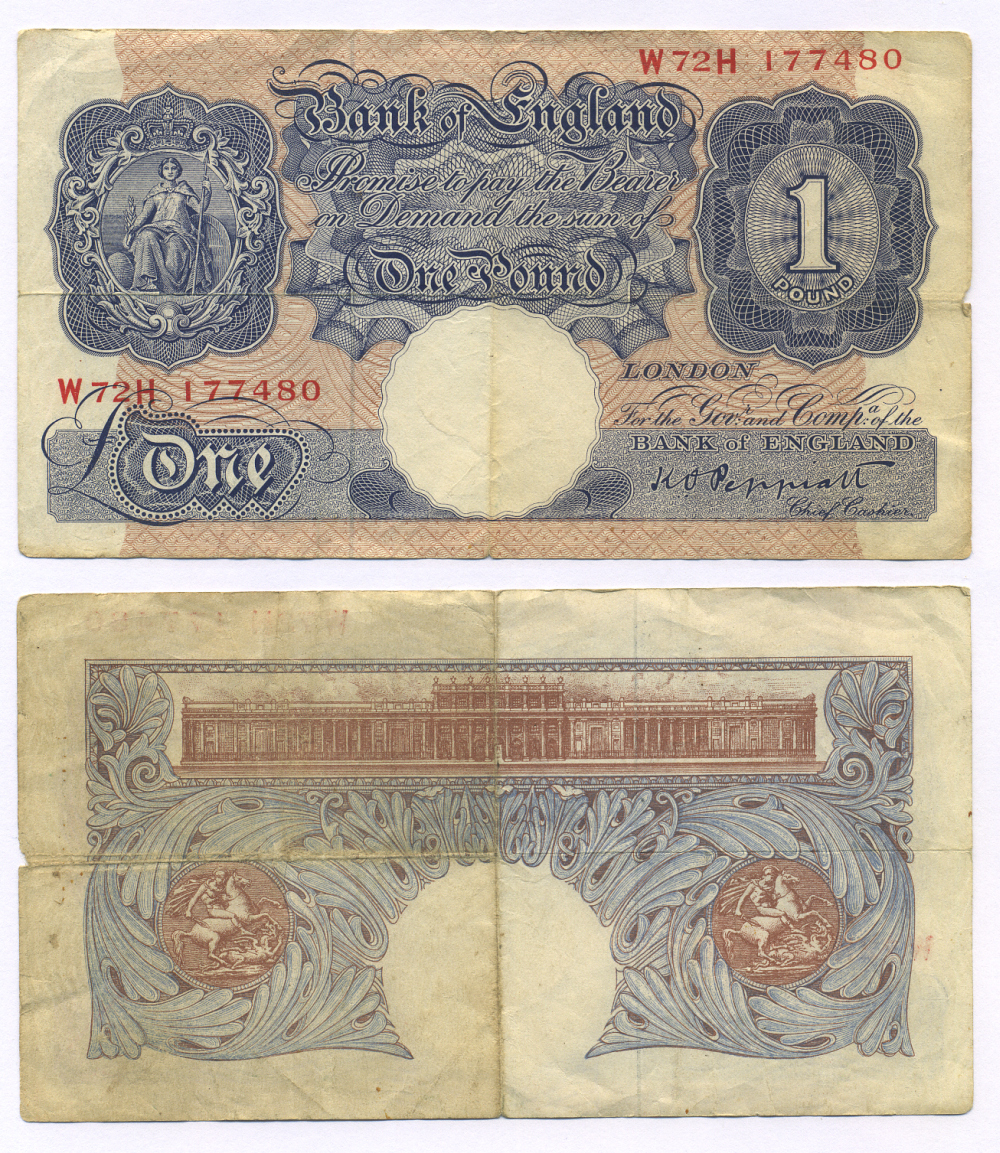 W72H 177480
Bank of England
Promise to pay the Bearer
on Demand the sum of
One Pound
1
POUND
W72H 177480
LONDON
For the Govr. and Compa. of the
BANK of ENGLAND
£One
K O Peppiatt
Chief Cashier.